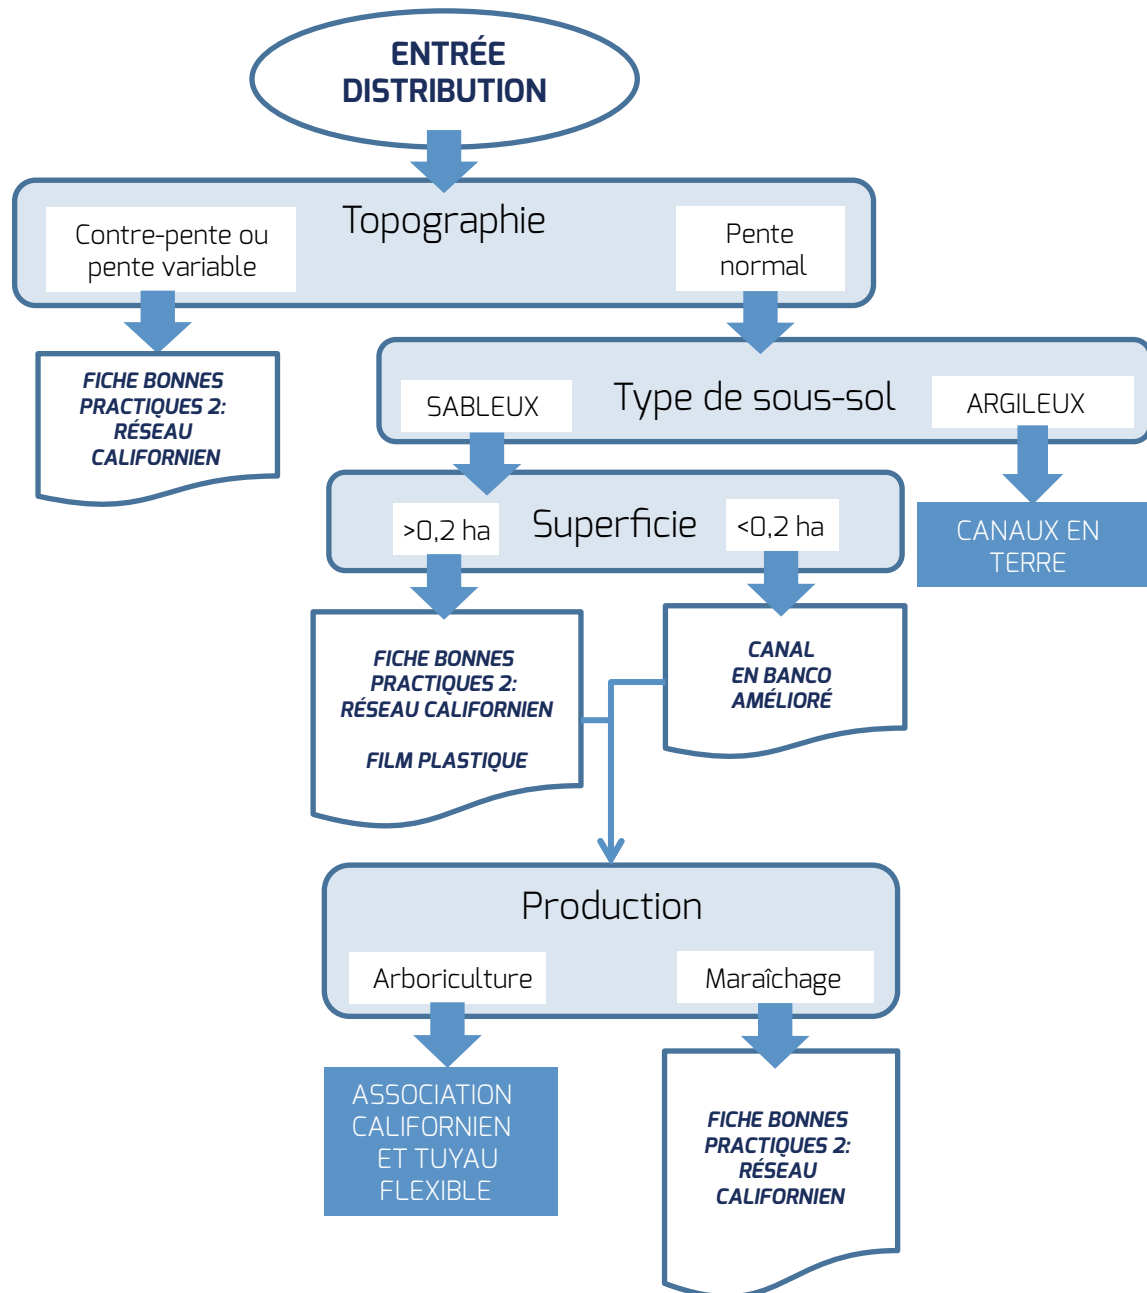 ENTRÉE
DISTRIBUTION
Topographie
Contre-pente ou
pente variable
Pente
normal
FICHE BONNES
PRACTIQUES 2:
RÉSEAU
CALIFORNIEN
Type de sous-sol
SABLEUX
ARGILEUX
Superficie
>0,2 ha
<0,2 ha
CANAUX EN
TERRE
FICHE BONNES
PRACTIQUES 2:
RÉSEAU CALIFORNIEN
FILM PLASTIQUE
CANAL
EN BANCO
AMÉLIORÉ
Production
Arboriculture
Maraîchage
ASSOCIATION
CALIFORNIEN
ET TUYAU
FLEXIBLE
FICHE BONNES
PRACTIQUES 2:
RÉSEAU
CALIFORNIEN